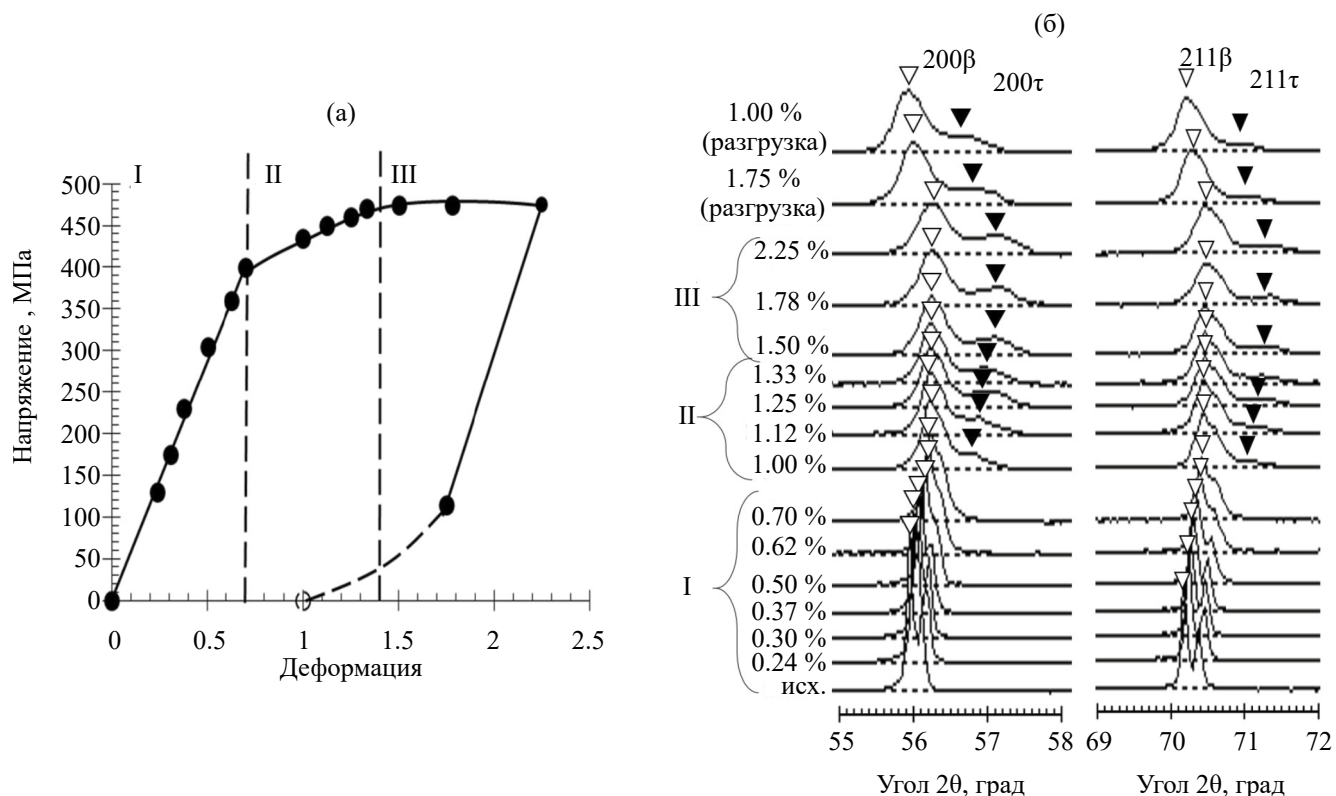 (а)
I II III
500
450
400
350
300
250
200
150
100
50
0
0 0.5 1 1.5 2 2.5
Напряжение , МПа
Деформация
(б)
200β 211β
200τ 211τ
1.00 %
(разгрузка)
1.75 %
(разгрузка)
2.25 %
III 1.78 %
1.50 %
1.33 %
II 1.25 %
1.12 %
1.00 %
0.70 %
0.62 %
I 0.50 %
0.37 %
0.30 %
0.24 %
исх.
55 56 57 58 69 70 71 72
Угол 2θ, град Угол 2θ, град